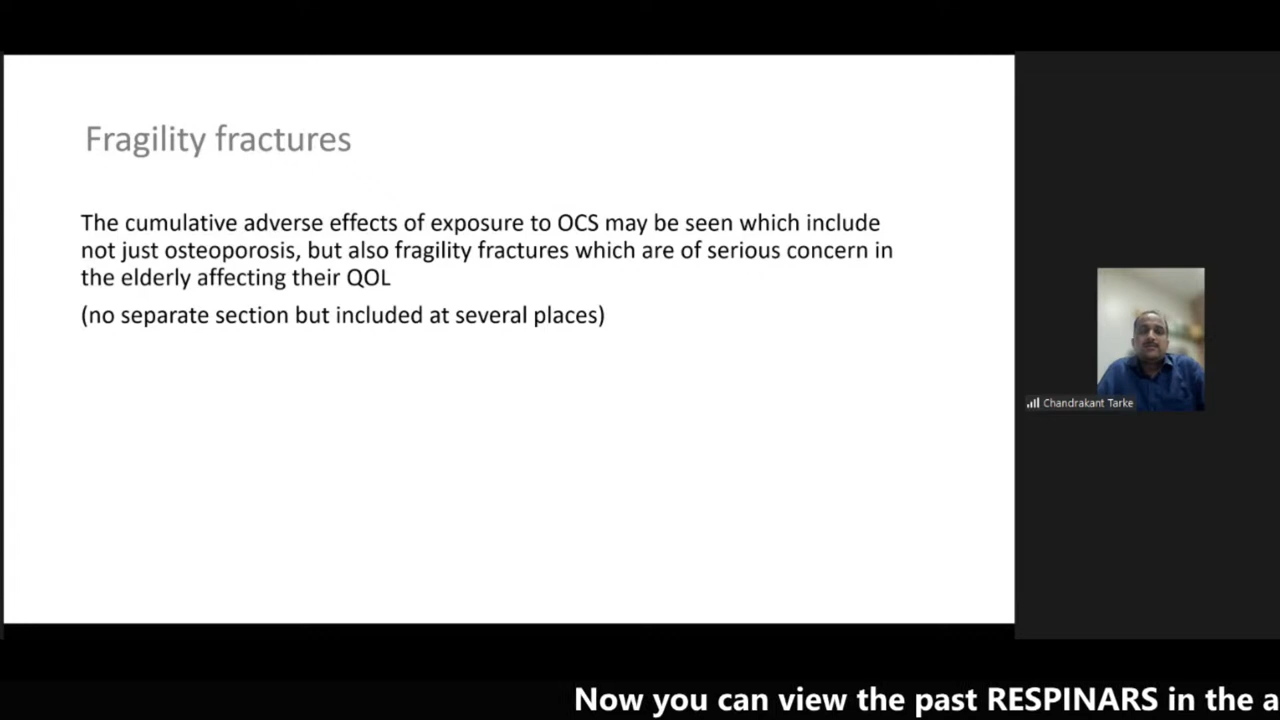 Fragility fractures
The cumulative adverse effects of exposure to OCS may be seen which include
not just osteoporosis, but also fragility fractures which are of serious concern in
the elderly affecting their QOL
(no separate section but included at several places)
Chandrakant Tarke
Now you can view the past RESPINARS in the a